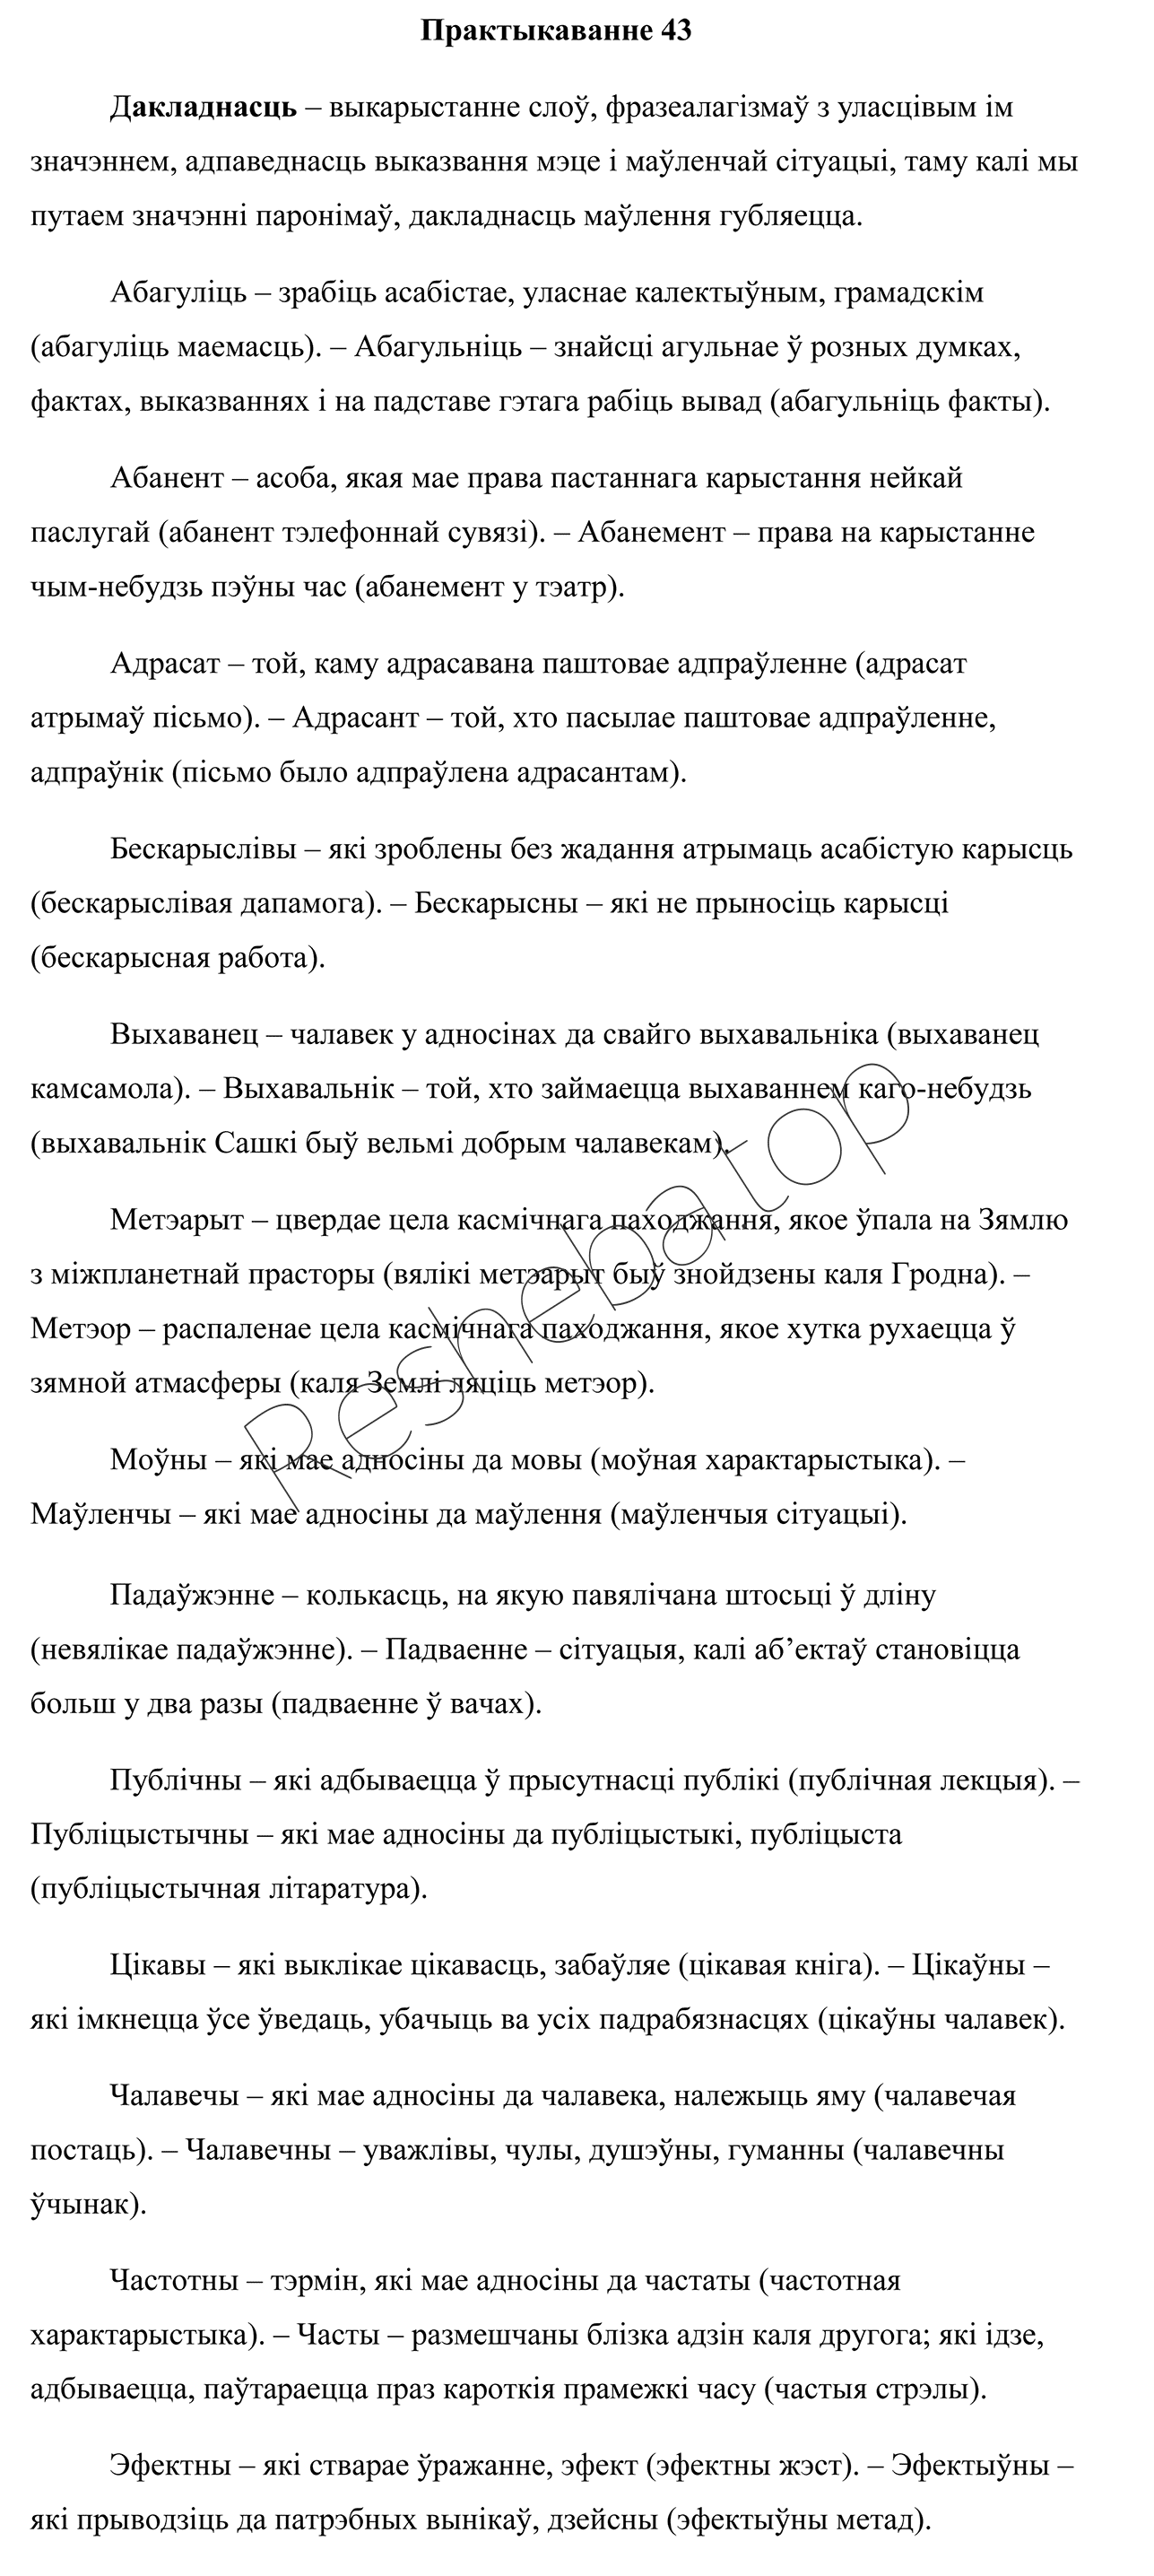 Практыкаванне 43
Дакладнасць – выкарыстанне слоў, фразеалагізмаў з уласцівым ім
значэннем, адпаведнасць выказвання мэце і маўленчай сітуацыі, таму калі мы
путаем значэнні паронімаў, дакладнасць маўлення губляецца.
Абагуліць – зрабіць асабістае, уласнае калектыўным, грамадскім
(абагуліць маемасць). – Абагульніць – знайсці агульнае ў розных думках,
фактах, выказваннях і на падставе гэтага рабіць вывад (абагульніць факты).
Абанент – асоба, якая мае права пастаннага карыстання нейкай
паслугай (абанент тэлефоннай сувязі). – Абанемент – права на карыстанне
чым-небудзь пэўны час (абанемент у тэатр).
Адрасат – той, каму адрасавана паштовае адпраўленне (адрасат
атрымаў пісьмо). – Адрасант – той, хто пасылае паштовае адпраўленне,
адпраўнік (пісьмо было адпраўлена адрасантам).
Бескарыслівы – які зроблены без жадання атрымаць асабістую карысць
(бескарыслівая дапамога). – Бескарысны – які не прыносіць карысці
(бескарысная работа).
Выхаванец – чалавек у адносінах да свайго выхавальніка (выхаванец
камсамола). – Выхавальнік – той, хто займаецца выхаваннем каго-небудзь
(выхавальнік Сашкі быў вельмі добрым чалавекам).
Метэарыт – цвердае цела касмічнага паходжання, якое ўпала на Зямлю
з міжпланетнай прасторы (вялікі метэарыт быў знойдзены каля Гродна). –
Метэор – распаленае цела касмічнага паходжання, якое хутка рухаецца ў
зямной атмасферы (каля Землі ляціць метэор).
Моўны – які мае адносіны да мовы (моўная характарыстыка). –
Маўленчы – які мае адносіны да маўлення (маўленчыя сітуацыі).
Падаўжэнне – колькасць, на якую павялічана штосьці ў дліну
(невялікае падаўжэнне). – Падваенне – сітуацыя, калі аб’ектаў становіцца
больш у два разы (падваенне ў вачах).
Публічны – які адбываецца ў прысутнасці публікі (публічная лекцыя). –
Публіцыстычны – які мае адносіны да публіцыстыкі, публіцыста
(публіцыстычная літаратура).
Цікавы – які выклікае цікавасць, забаўляе (цікавая кніга). – Цікаўны –
які імкнецца ўсе ўведаць, убачыць ва усіх падрабязнасцях (цікаўны чалавек).
Чалавечы – які мае адносіны да чалавека, належыць яму (чалавечая
постаць). – Чалавечны – уважлівы, чулы, душэўны, гуманны (чалавечны
ўчынак).
Частотны – тэрмін, які мае адносіны да частаты (частотная
характарыстыка). – Часты – размешчаны блізка адзін каля другога; які ідзе,
адбываецца, паўтараецца праз кароткія прамежкі часу (частыя стрэлы).
Эфектны – які стварае ўражанне, эфект (эфектны жэст). – Эфектыўны –
які прыводзіць да патрэбных вынікаў, дзейсны (эфектыўны метад).
Resheba.top